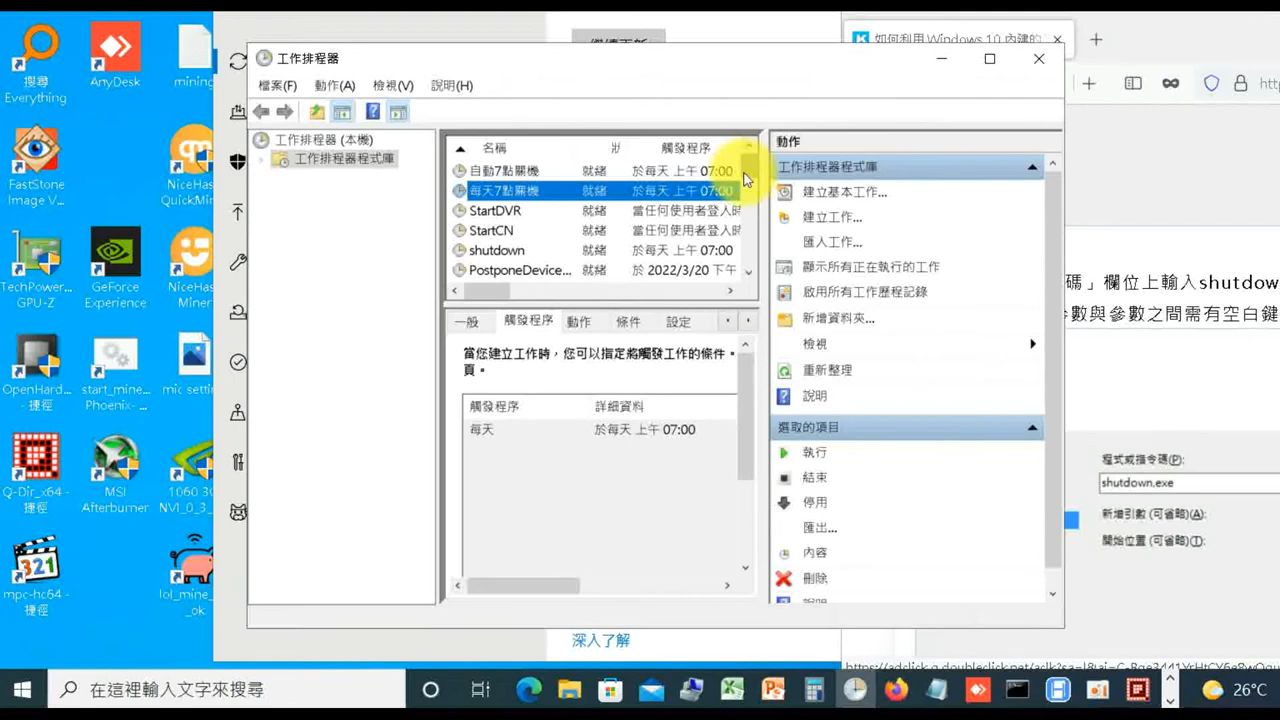 搜尋
Everything
AnyDesk
mining
FastStone
Image V...
NiceHas
QuickMin
TechPower...
GPU-Z
GeForce
Experience
NiceHas
Miner
OpenHard...
- 捷徑
start_mine...
Phoenix-...
mic setti
Q-Dir_x64 -
捷徑
MSI
Afterburner
1060 3G
NVI_0_3_
mpc-hc64 -
捷徑
lol_mine_
_ok
繼續更新
如何利用 Windows 10 內建的
工作排程器
檔案(F) 動作(A) 檢視(V) 說明(H)
工作排程器 (本機)
工作排程器程式庫
名稱 狀 觸發程序
自動7點關機 就緒 於每天 上午 07:00
每天7點關機 就緒 於每天 上午 07:00
StartDVR 就緒 當任何使用者登入時
StartCN 就緒 當任何使用者登入時
shutdown 就緒 於每天 上午 07:00
PostponeDevice... 就緒 於 2022/3/20 下午
一般 觸發程序 動作 條件 設定
當您建立工作時，您可以指定將觸發工作的條件。
頁。
觸發程序 詳細資料
每天 於每天 上午 07:00
動作
工作排程器程式庫
建立基本工作...
建立工作...
匯入工作...
顯示所有正在執行的工作
啟用所有工作歷程記錄
新增資料夾...
檢視
重新整理
說明
選取的項目
執行
結束
停用
匯出...
內容
刪除
說明
htt
碼」欄位上輸入shutdow
參數與參數之間需有空白鍵
程式或指令碼(P):
shutdown.exe
新增引數 (可省略)(A):
開始位置 (可省略)(T):
深入了解
在這裡輸入文字來搜尋
26°C